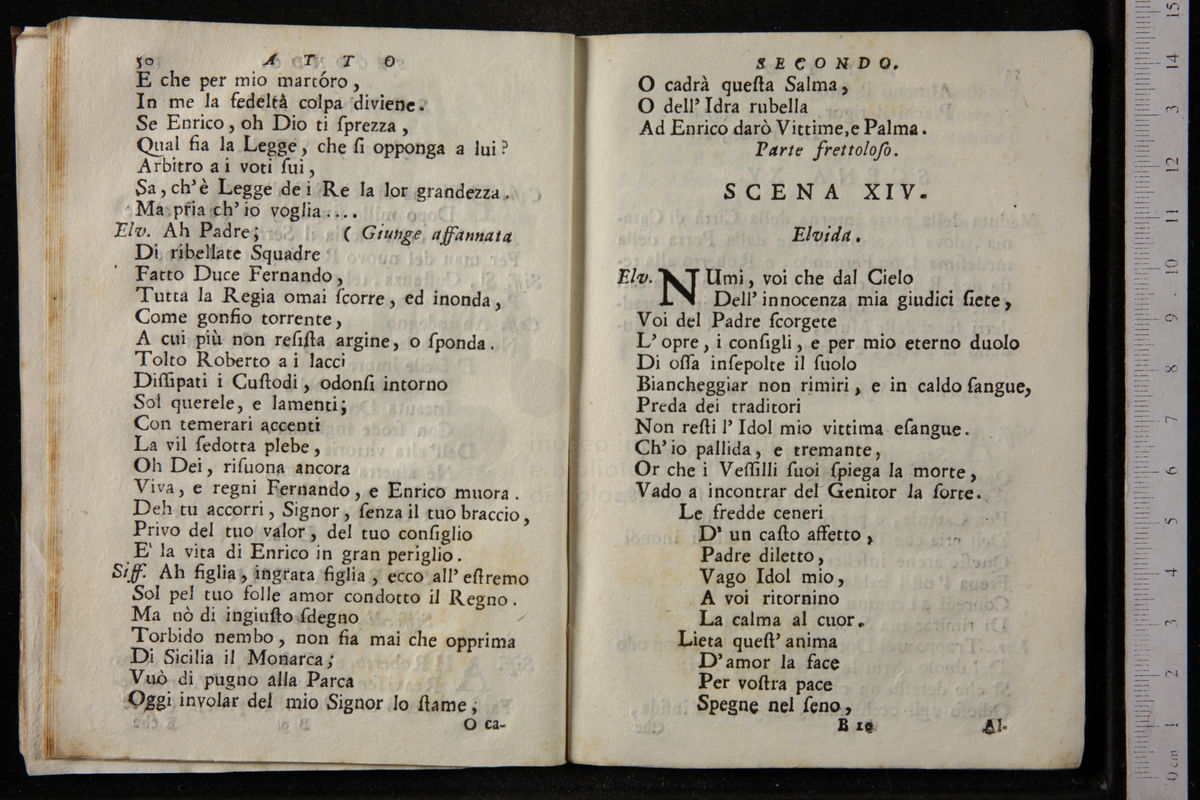 50 A T T O
E che per mio martóro,
In me la fedeltà colpa diviene.
Se Enrico, oh Dio ti ſprezza,
Qual fia la Legge, che ſi opponga a lui?
Arbitro a i voti ſui,
Sa, ch'è Legge de i Re la lor grandezza.
Ma pria ch'io voglia....
Elv. Ah Padre; ( Giunge affannata
Di ribellate Squadre
Fatto Duce Fernando,
Tutta la Regia omai ſcorre, ed inonda,
Come gonfio torrente,
A cui più non reſiſta argine, o ſponda.
Tolto Roberto a i lacci
Diſſipati i Cuſtodi, odonſi intorno
Sol querele, e lamenti;
Con temerari accenti
La vil ſedotta plebe,
Oh Dei, riſuona ancora
Viva, e regni Fernando, e Enrico muora.
Deh tu accorri, Signor, ſenza il tuo braccio,
Privo del tuo valor, del tuo conſiglio
E' la vita di Enrico in gran periglio.
Siff. Ah figlia, ingrata figlia, ecco all'eſtremo
Sol pel tuo folle amor condotto il Regno.
Ma nò di ingiuſto ſdegno
Torbido nembo, non fia mai che opprima
Di Sicilia il Monarca;
Vuò di pugno alla Parca
Oggi involar del mio Signor lo ſtame,
O ca-
S E C O N D O.
O cadrà queſta Salma,
O dell'Idra rubella
Ad Enrico darò Vittime, e Palma.
Parte frettoloſo.
SCENA XIV.
Elvida.
Elv. NUmi, voi che dal Cielo
Dell'innocenza mia giudici ſiete,
Voi del Padre ſcorgete
L'opre, i conſigli, e per mio eterno duolo
Di oſſa inſepolte il ſuolo
Biancheggiar non rimiri, e in caldo ſangue,
Preda dei traditori
Non reſti l'Idol mio vittima eſangue.
Ch'io pallida, e tremante,
Or che i Veſſilli ſuoi ſpiega la morte,
Vado a incontrar del Genitor la ſorte.
Le fredde ceneri
D'un caſto affetto,
Padre diletto,
Vago Idol mio,
A voi ritornino
La calma al cuor.
Lieta queſt'anima
D'amor la face
Per voſtra pace
Spegne nel ſeno,
B 10 Al-